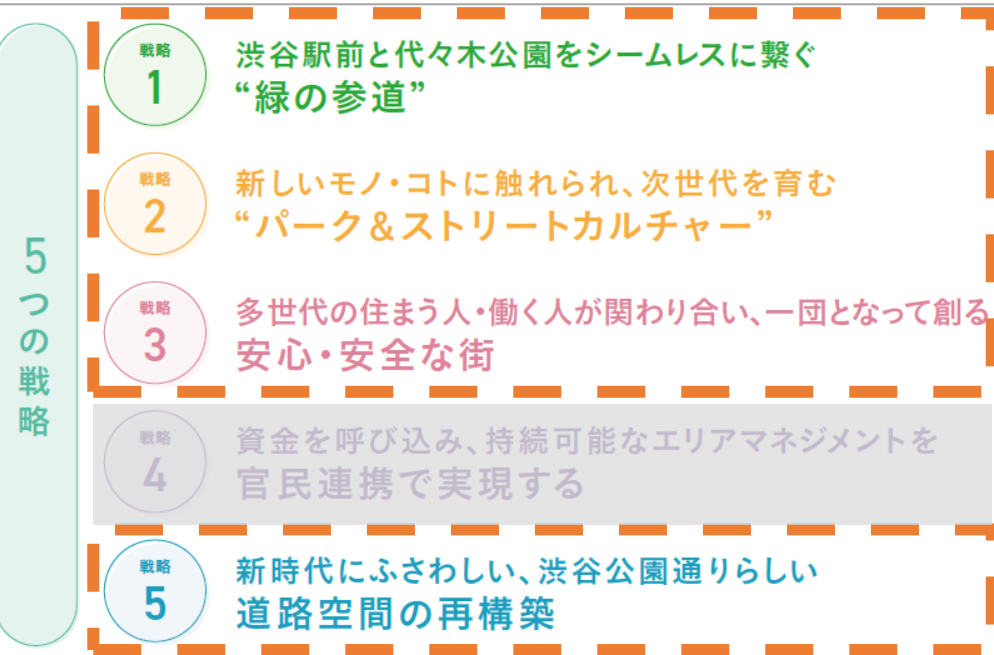 5つの戦略
戦略
1
渋谷駅前と代々木公園をシームレスに繋ぐ
“緑の参道”
戦略
2
新しいモノ・コトに触れられ、次世代を育む
“パーク&ストリートカルチャー”
戦略
3
多世代の住まう人・働く人が関わり合い、一団となって創る
安心・安全な街
戦略
4
資金を呼び込み、持続可能なエリアマネジメントを
官民連携で実現する
戦略
5
新時代にふさわしい、渋谷公園通りらしい
道路空間の再構築